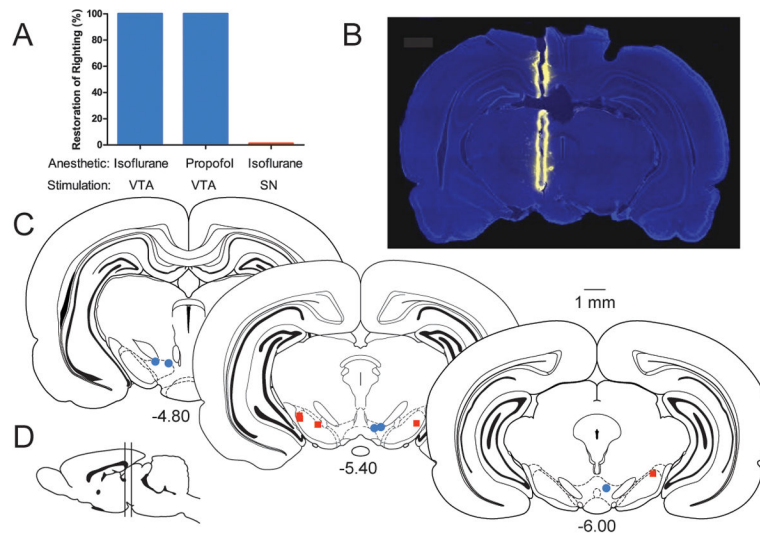 A
B
Restoration of Righting (%)
100
80
60
40
20
0
Anesthetic: Isoflurane Propofol Isoflurane
Stimulation: VTA VTA SN
C
1 mm
-4.80
-5.40
-6.00
D